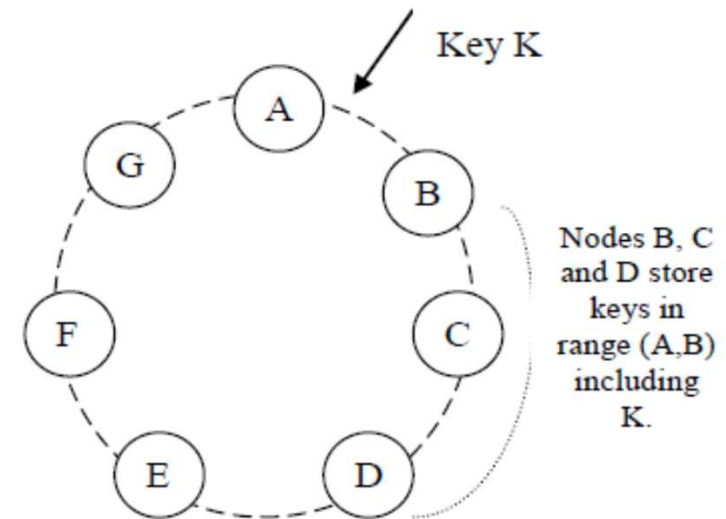 Key K
A
G
B
Nodes B, C
and D store
keys in
range (A,B)
including
K.
F
C
E
D